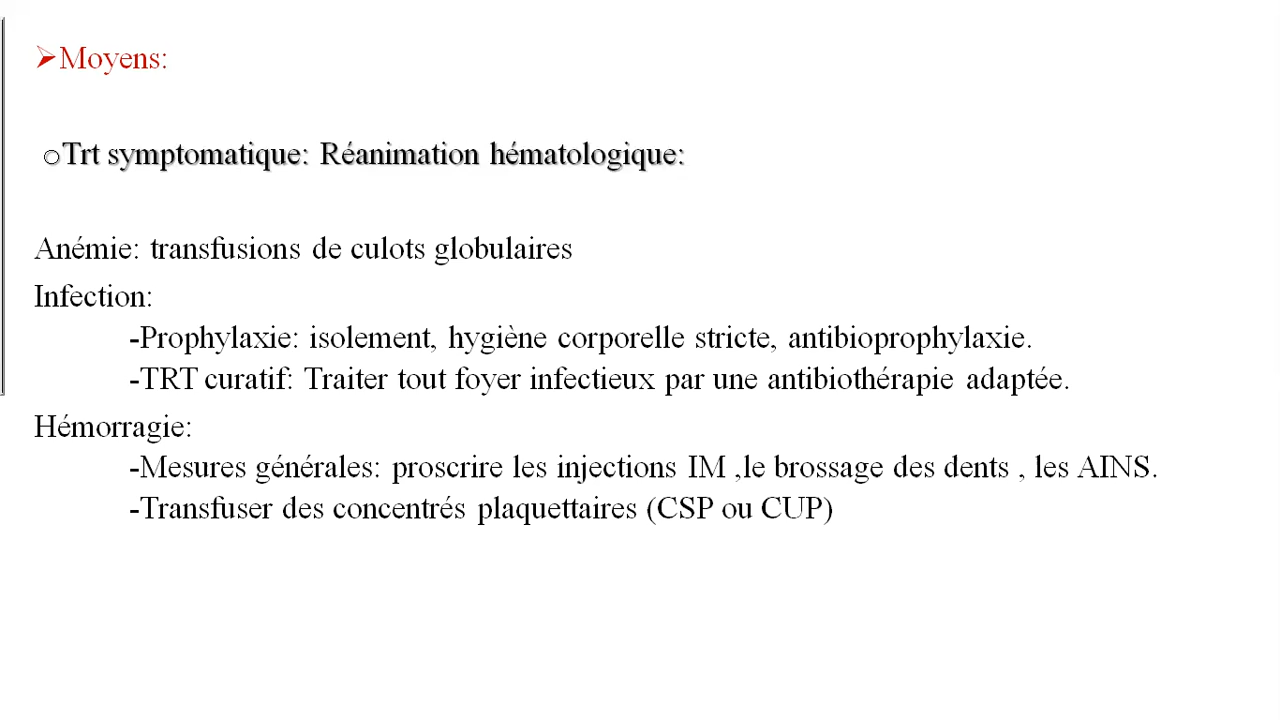 ➢Moyens:
oTrt symptomatique: Réanimation hématologique:
Anémie: transfusions de culots globulaires
Infection:
-Prophylaxie: isolement, hygiène corporelle stricte, antibioprophylaxie.
-TRT curatif: Traiter tout foyer infectieux par une antibiothérapie adaptée.
Hémorragie:
-Mesures générales: proscrire les injections IM ,le brossage des dents , les AINS.
-Transfuser des concentrés plaquettaires (CSP ou CUP)